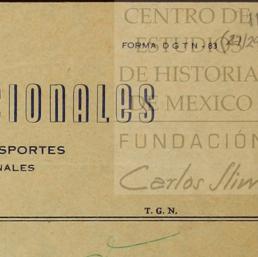 CENTRO DE
ESTUDIOS
FORMA D G T N - 83
DE HISTORIA
DE MEXICO
CIONALES
FUNDACIÓN
SPORTES
NALES
Carlos Slim
T. G. N.